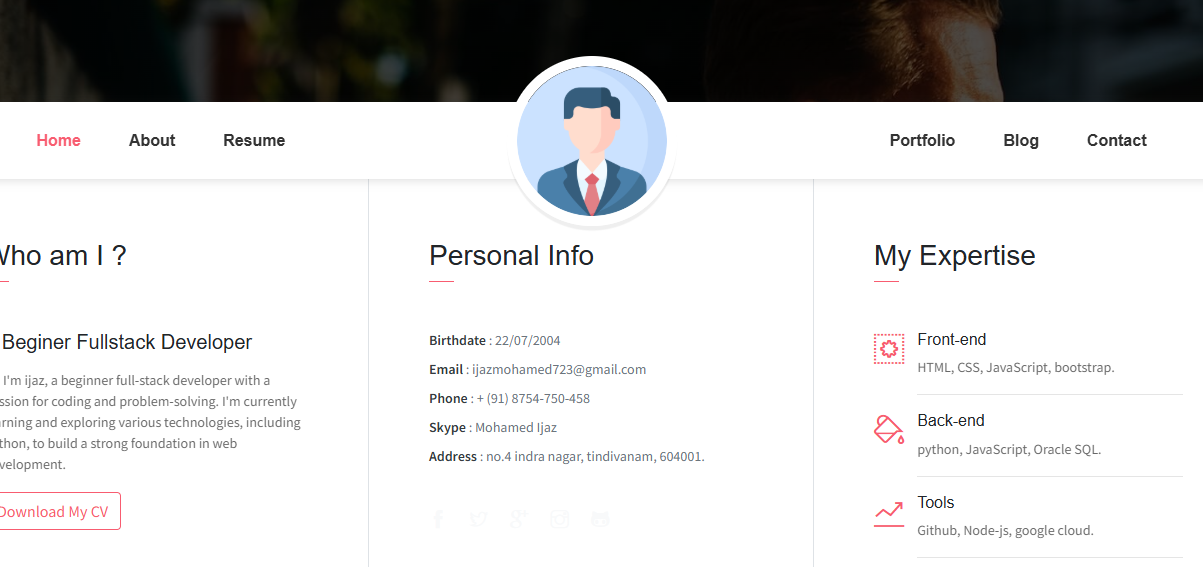 Home
About
Resume
Portfolio
Blog
Contact
Who am I ?
Beginer Fullstack Developer
I'm ijaz, a beginner full-stack developer with a
for coding and problem-solving. I'm currently
and exploring various technologies, including
to build a strong foundation in web
Download My CV
Personal Info
Birthdate : 22/07/2004
Email : ijazmohamed723@gmail.com
Phone : + (91) 8754-750-458
Skype : Mohamed Ijaz
Address : no.4 indra nagar, tindivanam, 604001.
My Expertise
Front-end
HTML, CSS, JavaScript, bootstrap.
Back-end
python, JavaScript, Oracle SQL.
Tools
Github, Node-js, google cloud.